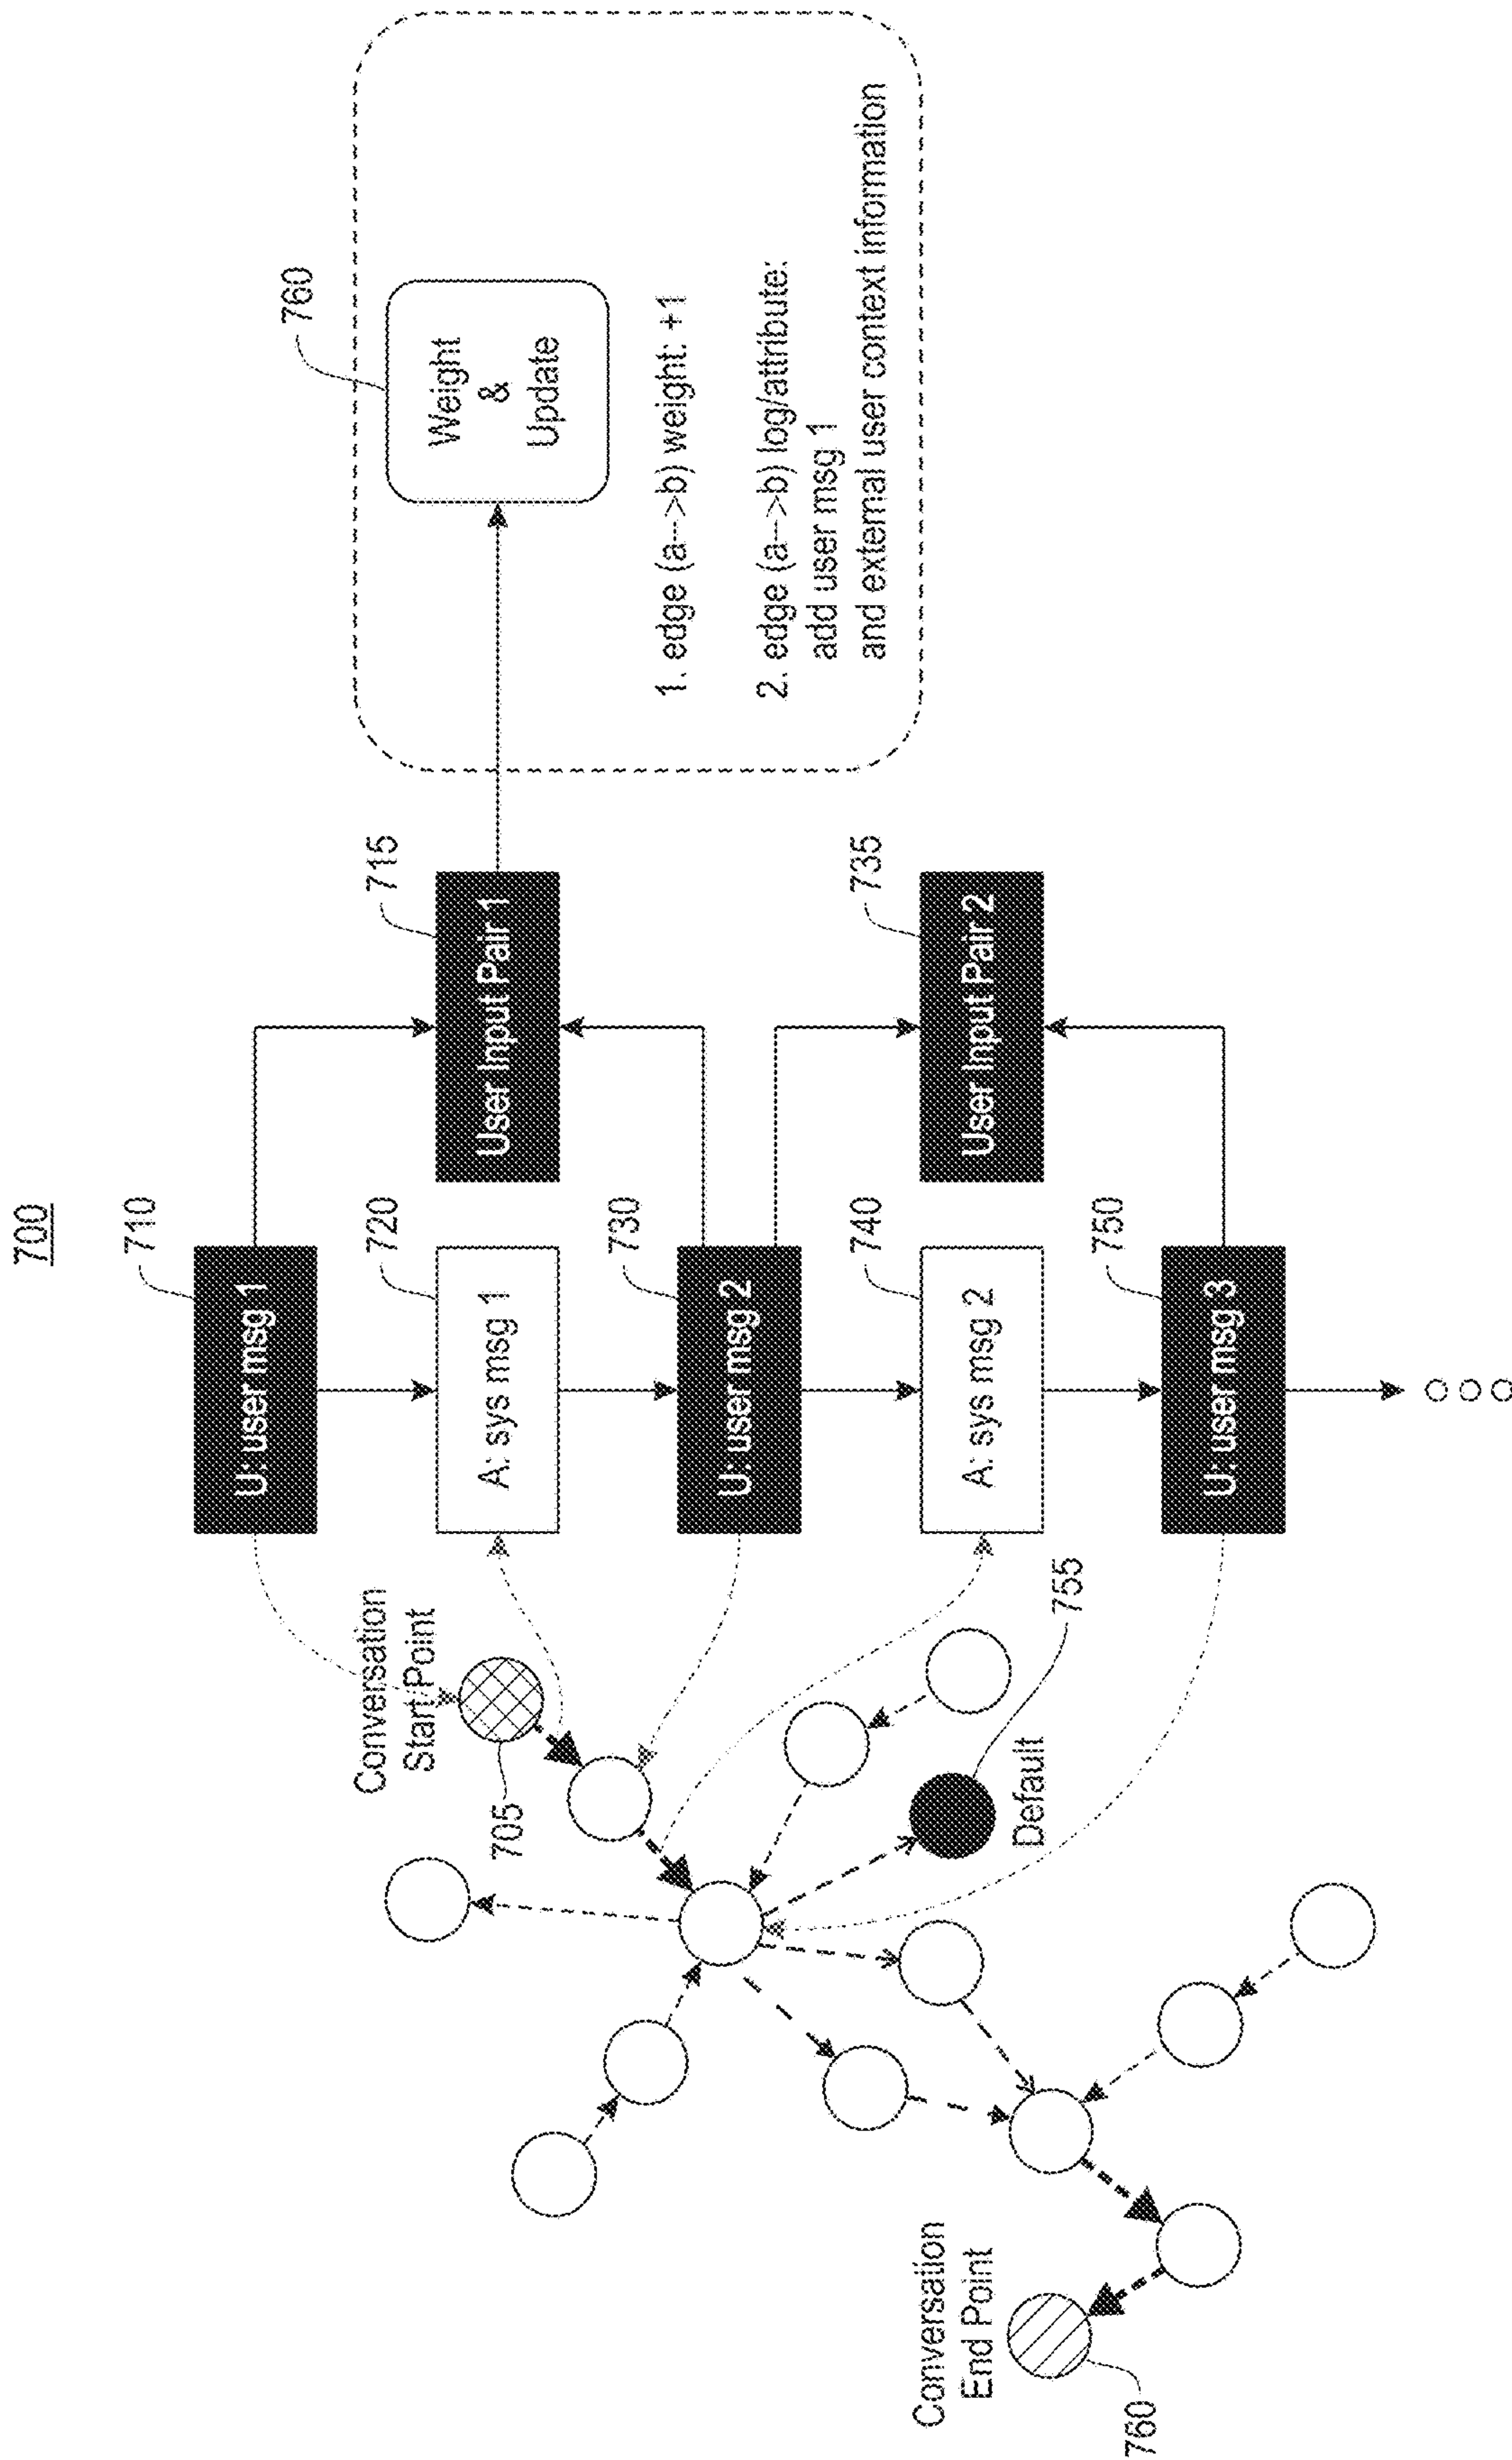 700
Conversation
Start/Point
705
Default
755
Conversation
End Point
760
710
U: user msg 1
720
A: sys msg 1
730
U: user msg 2
740
A: sys msg 2
750
U: user msg 3
715
User Input Pair 1
735
User Input Pair 2
760
Weight
&
Update
1. edge (a-->b) weight: +1
2. edge (a-->b) log/attribute:
add user msg 1
and external user context information